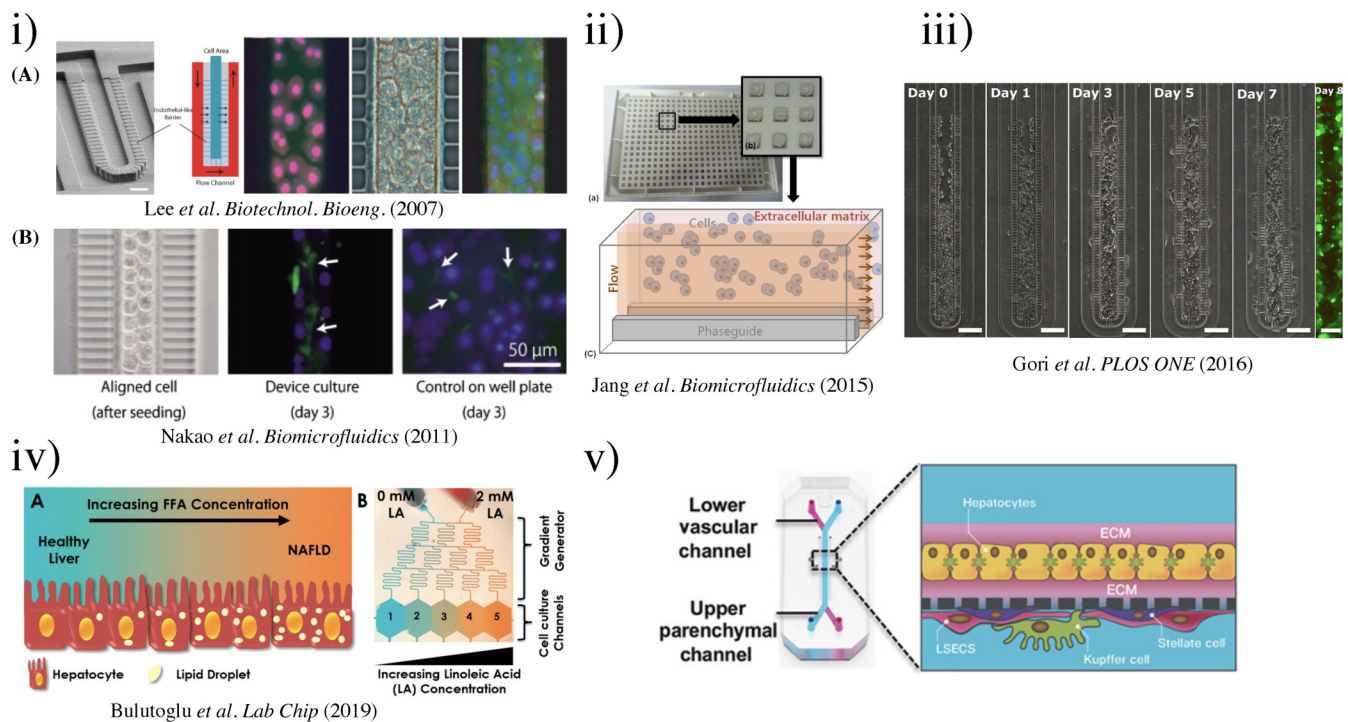 i)
(A)
Cell Area
Endothelial-like
Barrier
Flow Channel
Lee et al. Biotechnol. Bioeng. (2007)
(B)
50 μm
Aligned cell
(after seeding)
Device culture
(day 3)
Control on well plate
(day 3)
Nakao et al. Biomicrofluidics (2011)
ii)
(b)
(a)
Cells
Extracellular matrix
Flow
Phaseguide
(C)
Jang et al. Biomicrofluidics (2015)
iii)
Day 0
Day 1
Day 3
Day 5
Day 7
Day 8
Gori et al. PLOS ONE (2016)
iv)
A
Increasing FFA Concentration
Healthy
Liver
NAFLD
Hepatocyte
Lipid Droplet
B
0 mM
LA
2 mM
LA
Gradient
Generator
1 2 3 4 5
Cell culture
Channels
Increasing Linoleic Acid
(LA) Concentration
Bulutoglu et al. Lab Chip (2019)
v)
Lower
vascular
channel
Upper
parenchymal
channel
Hepatocytes
ECM
ECM
LSECS
Kupffer cell
Stellate cell